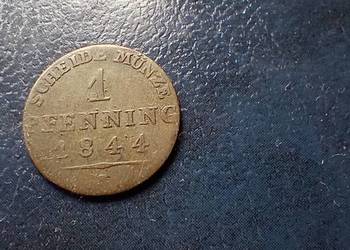 SCHEIDE MÜNZE
1
PFENNING
1844